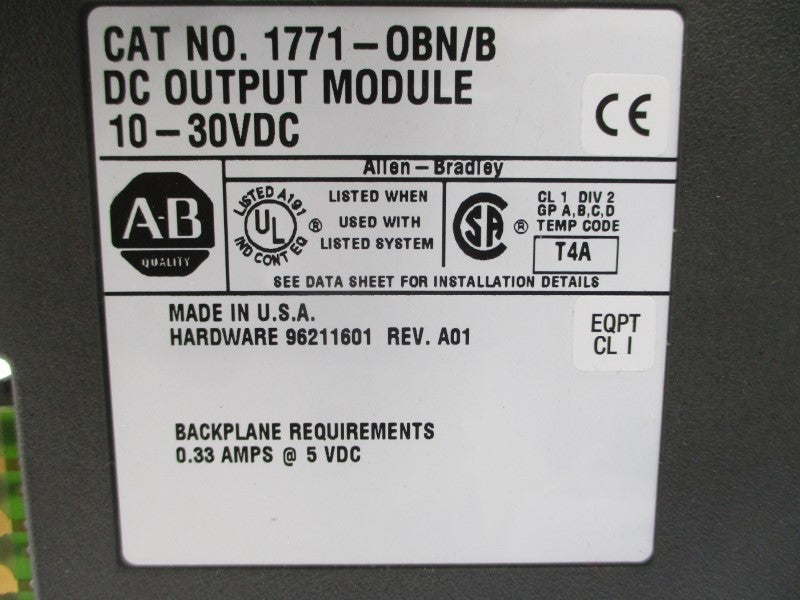 CAT NO. 1771-OBN/B
DC OUTPUT MODULE
10-30VDC
CE
Allen-Bradley
A-B
QUALITY
LISTED A191
UL
IND CONT EQ
®
LISTED WHEN
USED WITH
LISTED SYSTEM
SA
®
CL 1 DIV 2
GP A,B,C,D
TEMP CODE
T4A
SEE DATA SHEET FOR INSTALLATION DETAILS
MADE IN U.S.A.
HARDWARE 96211601 REV. A01
EQPT
CL I
BACKPLANE REQUIREMENTS
0.33 AMPS @ 5 VDC